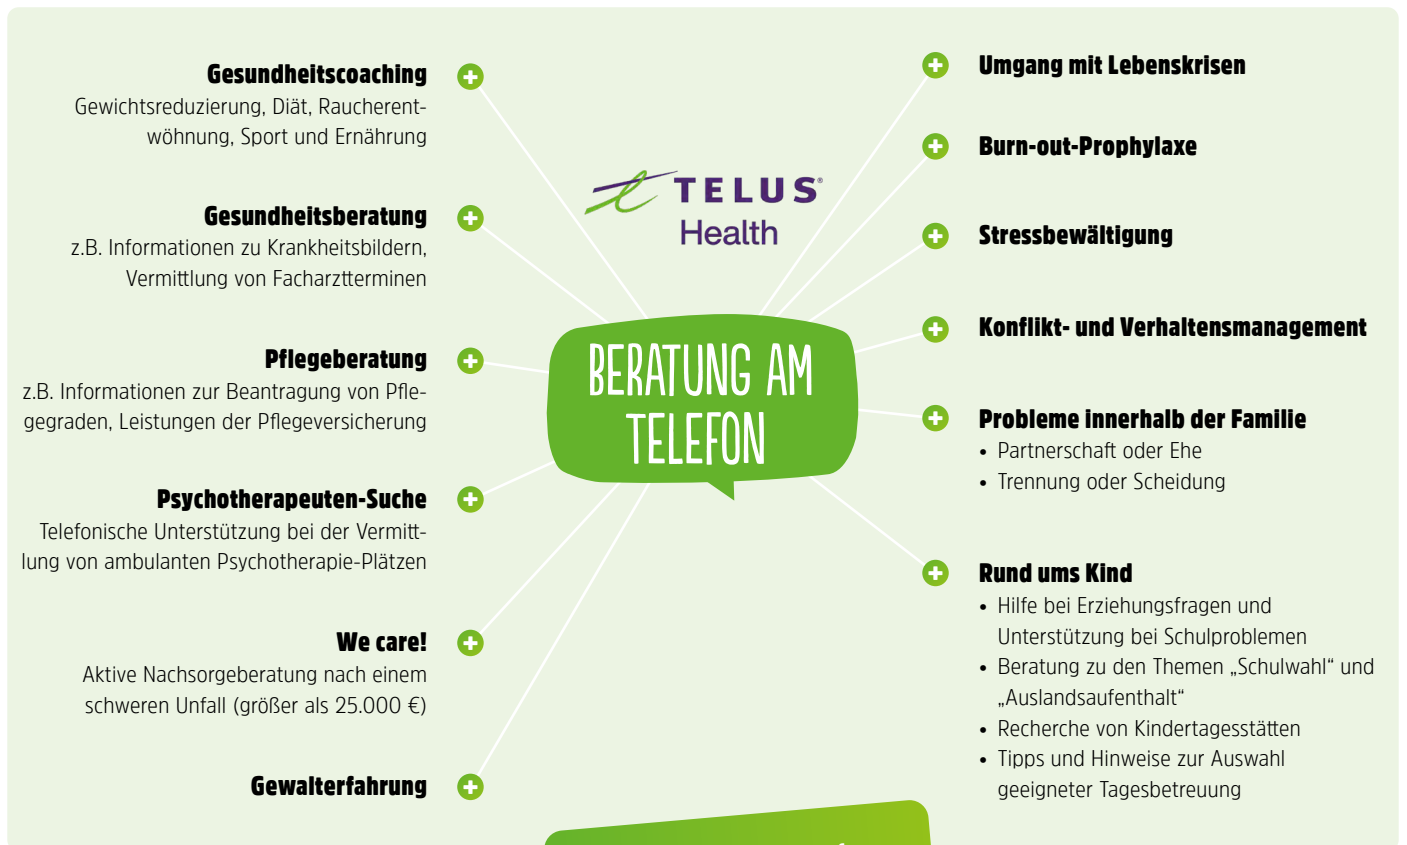 Gesundheitscoaching
Gewichtsreduzierung, Diät, Raucherent-
wöhnung, Sport und Ernährung
Gesundheitsberatung
z.B. Informationen zu Krankheitsbildern,
Vermittlung von Facharztterminen
Pflegeberatung
z.B. Informationen zur Beantragung von Pfle-
gegraden, Leistungen der Pflegeversicherung
Psychotherapeuten-Suche
Telefonische Unterstützung bei der Vermitt-
lung von ambulanten Psychotherapie-Plätzen
We care!
Aktive Nachsorgeberatung nach einem
schweren Unfall (größer als 25.000 €)
Gewalterfahrung
TELUS®
Health
BERATUNG AM
TELEFON
Umgang mit Lebenskrisen
Burn-out-Prophylaxe
Stressbewältigung
Konflikt- und Verhaltensmanagement
Probleme innerhalb der Familie
• Partnerschaft oder Ehe
• Trennung oder Scheidung
Rund ums Kind
• Hilfe bei Erziehungsfragen und
Unterstützung bei Schulproblemen
• Beratung zu den Themen „Schulwahl“ und
„Auslandsaufenthalt“
• Recherche von Kindertagesstätten
• Tipps und Hinweise zur Auswahl
geeigneter Tagesbetreuung